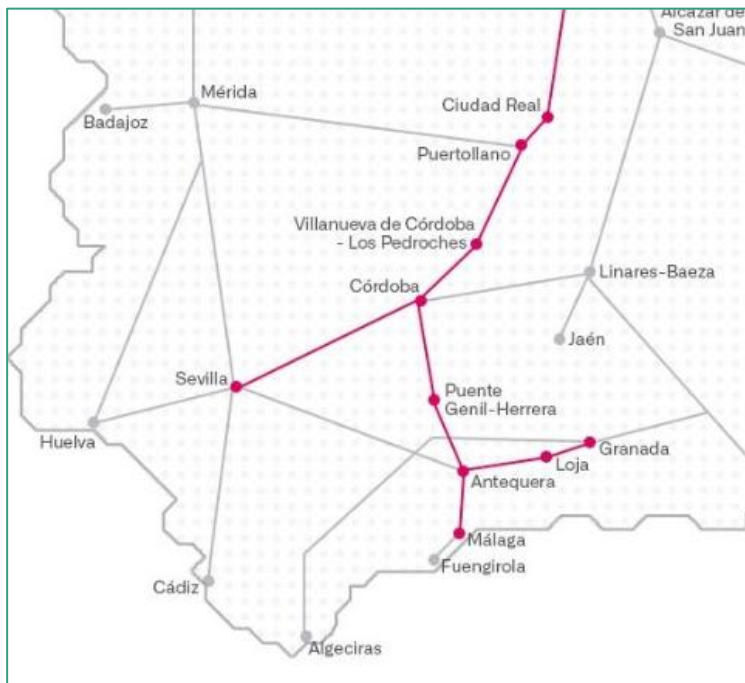 Alcázar de
San Juan
Mérida
Badajoz
Ciudad Real
Puertollano
Villanueva de Córdoba
- Los Pedroches
Linares-Baeza
Córdoba
Jaén
Sevilla
Puente
Genil-Herrera
Huelva
Granada
Loja
Antequera
Málaga
Fuengirola
Cádiz
Algeciras